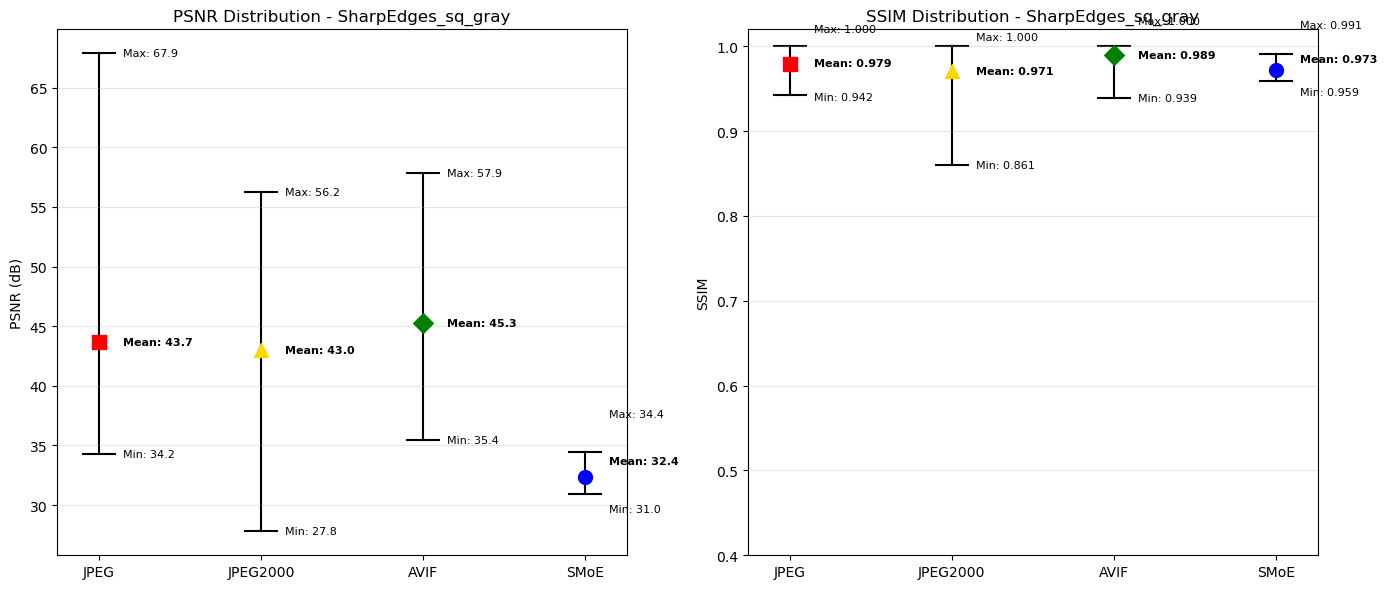 PSNR Distribution - SharpEdges_sq_gray
PSNR (dB)
65
60
55
50
45
40
35
30
Max: 67.9
Mean: 43.7
Min: 34.2
Max: 56.2
Mean: 43.0
Min: 27.8
Max: 57.9
Mean: 45.3
Min: 35.4
Max: 34.4
Mean: 32.4
Min: 31.0
JPEG
JPEG2000
AVIF
SMoE
SSIM Distribution - SharpEdges_sq_gray
SSIM
1.0
0.9
0.8
0.7
0.6
0.5
0.4
Max: 1.000
Mean: 0.979
Min: 0.942
Max: 1.000
Mean: 0.971
Min: 0.861
Max: 1.000
Mean: 0.989
Min: 0.939
Max: 0.991
Mean: 0.973
Min: 0.959
JPEG
JPEG2000
AVIF
SMoE